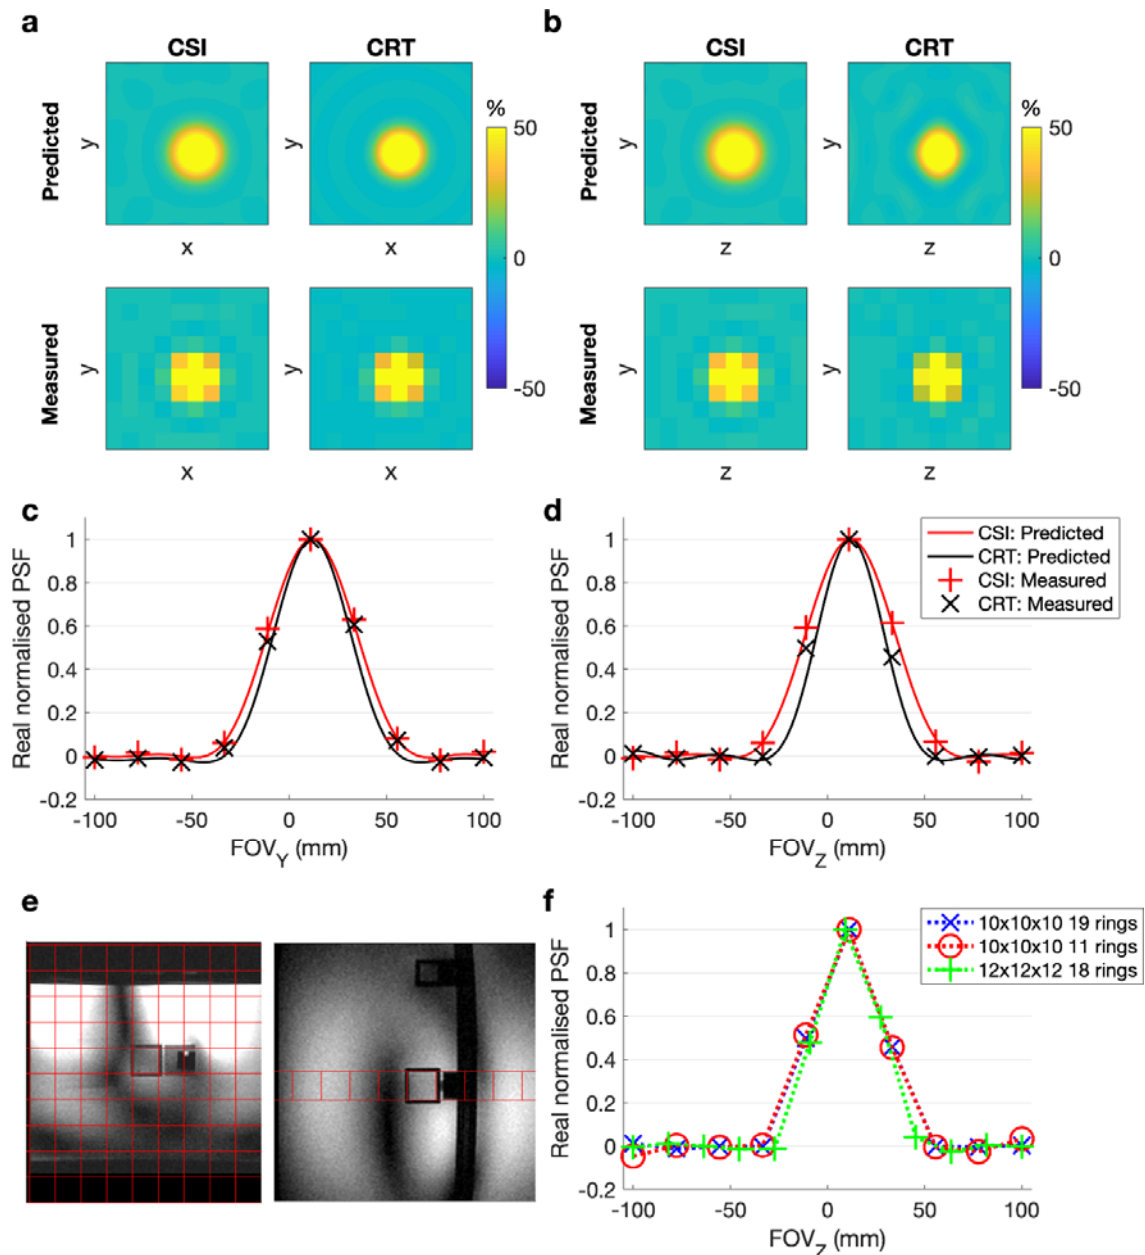 a
b
CSI
CRT
CSI
CRT
Predicted
y
y
%
50
0
-50
x
x
Predicted
y
y
%
50
0
-50
z
z
Measured
y
y
x
x
Measured
y
y
z
z
c
Real normalised PSF
1
0.8
0.6
0.4
0.2
0
-0.2
-100
-50
0
50
100
FOV_Y (mm)
d
Real normalised PSF
1
0.8
0.6
0.4
0.2
0
-0.2
-100
-50
0
50
100
FOV_Z (mm)
CSI: Predicted
CRT: Predicted
CSI: Measured
CRT: Measured
e
f
Real normalised PSF
1
0.8
0.6
0.4
0.2
0
-0.2
-100
-50
0
50
100
FOV_Z (mm)
10x10x10 19 rings
10x10x10 11 rings
12x12x12 18 rings